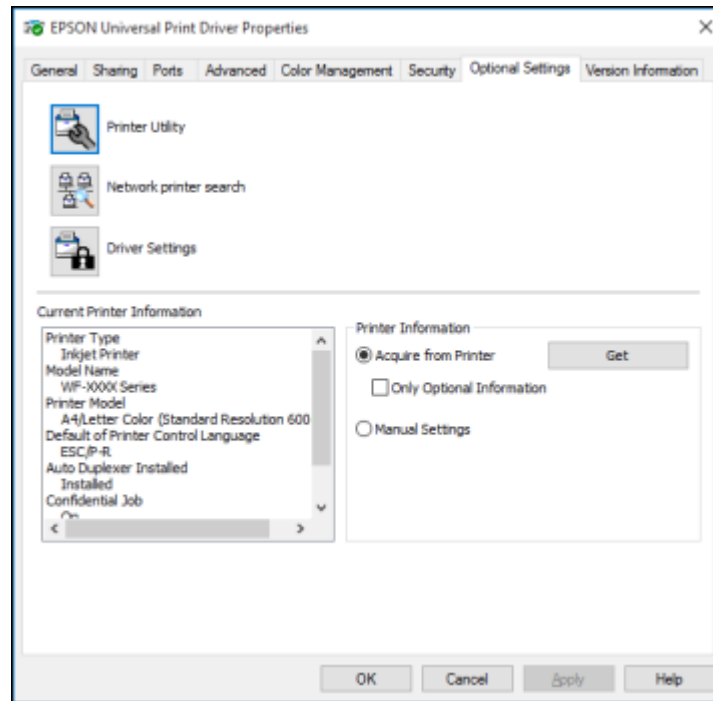 EPSON Universal Print Driver Properties
General Sharing Ports Advanced Color Management Security Optional Settings Version Information
Printer Utility
Network printer search
Driver Settings
Current Printer Information
Printer Type
Inkjet Printer
Model Name
WF-XXXX Series
Printer Model
A4/Letter Color (Standard Resolution 600
Default of Printer Control Language
ESC/P-R
Auto Duplexer Installed
Installed
Confidential Job
On
Printer Information
Acquire from Printer Get
Only Optional Information
Manual Settings
OK Cancel Apply Help